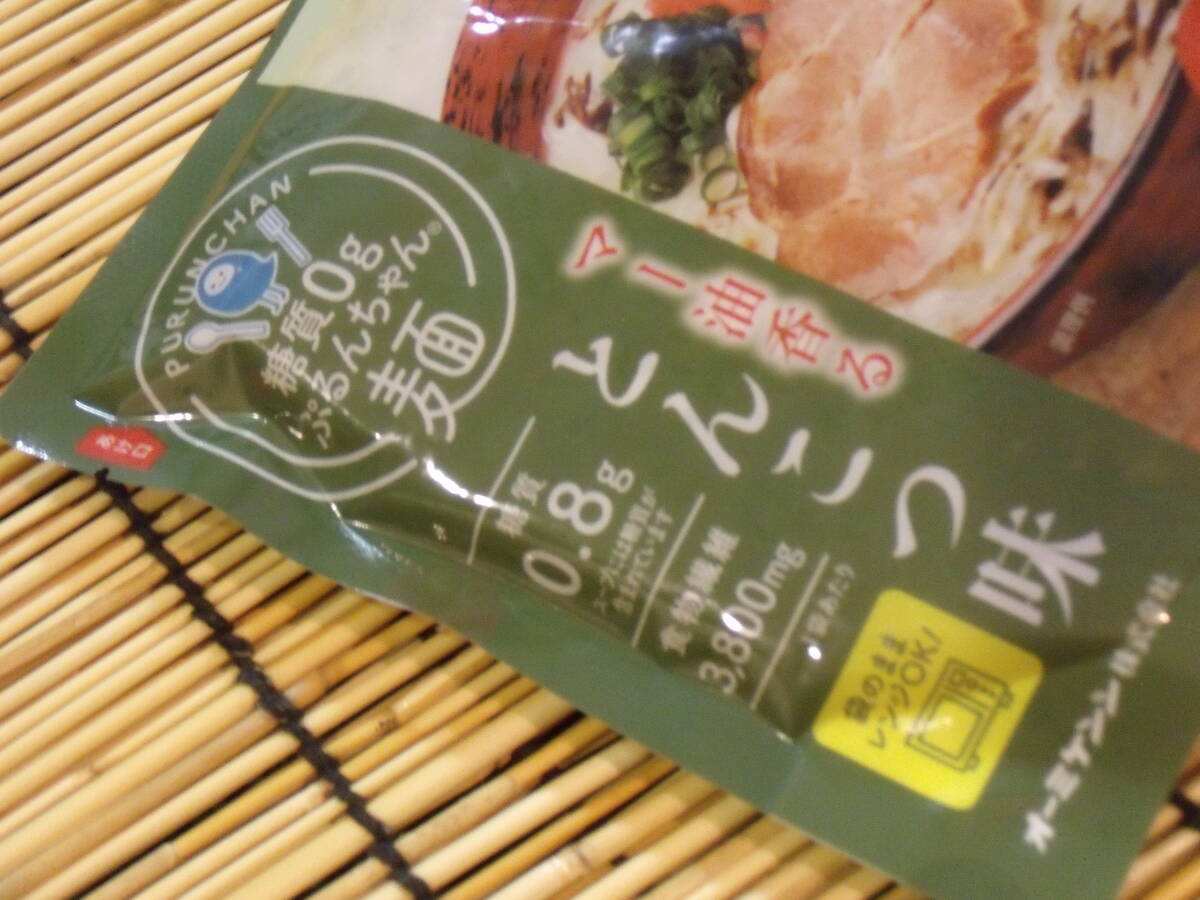 PURUNCHAN
糖質0g
ぷるんちゃん®
麺
あけ口
マー油香る
とんこつ味
糖質
0.8g
スープには糖質が
含まれています
食物繊維
3,800mg
1袋あたり
袋のまま
レンジOK!
オーミケンシ株式会社